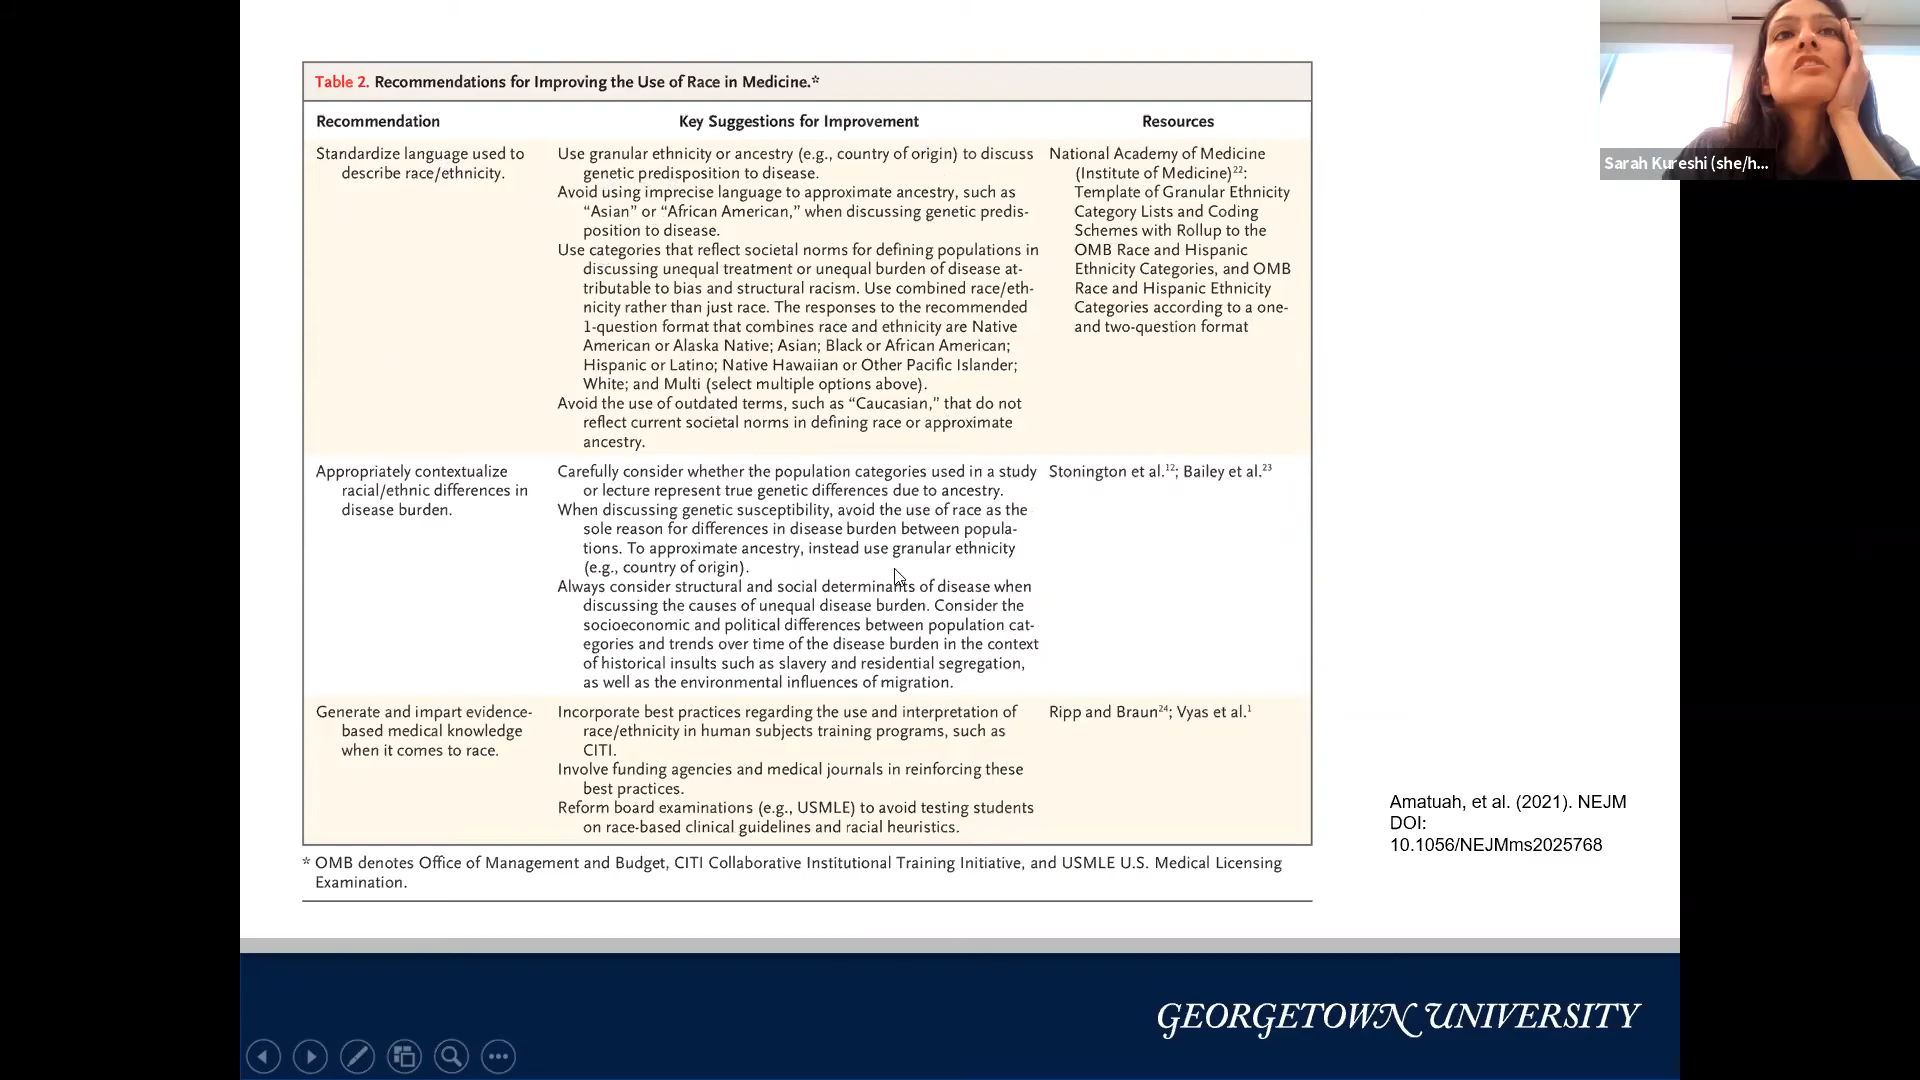 Table 2. Recommendations for Improving the Use of Race in Medicine.*
Recommendation
Key Suggestions for Improvement
Resources
Standardize language used to
describe race/ethnicity.
Use granular ethnicity or ancestry (e.g., country of origin) to discuss
genetic predisposition to disease.
Avoid using imprecise language to approximate ancestry, such as
“Asian” or “African American,” when discussing genetic predis-
position to disease.
Use categories that reflect societal norms for defining populations in
discussing unequal treatment or unequal burden of disease at-
tributable to bias and structural racism. Use combined race/eth-
nicity rather than just race. The responses to the recommended
1-question format that combines race and ethnicity are Native
American or Alaska Native; Asian; Black or African American;
Hispanic or Latino; Native Hawaiian or Other Pacific Islander;
White; and Multi (select multiple options above).
Avoid the use of outdated terms, such as “Caucasian,” that do not
reflect current societal norms in defining race or approximate
ancestry.
National Academy of Medicine
(Institute of Medicine)22:
Template of Granular Ethnicity
Category Lists and Coding
Schemes with Rollup to the
OMB Race and Hispanic
Ethnicity Categories, and OMB
Race and Hispanic Ethnicity
Categories according to a one-
and two-question format
Appropriately contextualize
racial/ethnic differences in
disease burden.
Carefully consider whether the population categories used in a study
or lecture represent true genetic differences due to ancestry.
When discussing genetic susceptibility, avoid the use of race as the
sole reason for differences in disease burden between popula-
tions. To approximate ancestry, instead use granular ethnicity
(e.g., country of origin).
Always consider structural and social determinants of disease when
discussing the causes of unequal disease burden. Consider the
socioeconomic and political differences between population cat-
egories and trends over time of the disease burden in the context
of historical insults such as slavery and residential segregation,
as well as the environmental influences of migration.
Stonington et al.12; Bailey et al.23
Generate and impart evidence-
based medical knowledge
when it comes to race.
Incorporate best practices regarding the use and interpretation of
race/ethnicity in human subjects training programs, such as
CITI.
Involve funding agencies and medical journals in reinforcing these
best practices.
Reform board examinations (e.g., USMLE) to avoid testing students
on race-based clinical guidelines and racial heuristics.
Ripp and Braun24; Vyas et al.1
* OMB denotes Office of Management and Budget, CITI Collaborative Institutional Training Initiative, and USMLE U.S. Medical Licensing
Examination.
Amatuah, et al. (2021). NEJM
DOI:
10.1056/NEJMms2025768
GEORGETOWN UNIVERSITY
Sarah Kureshi (she/h...